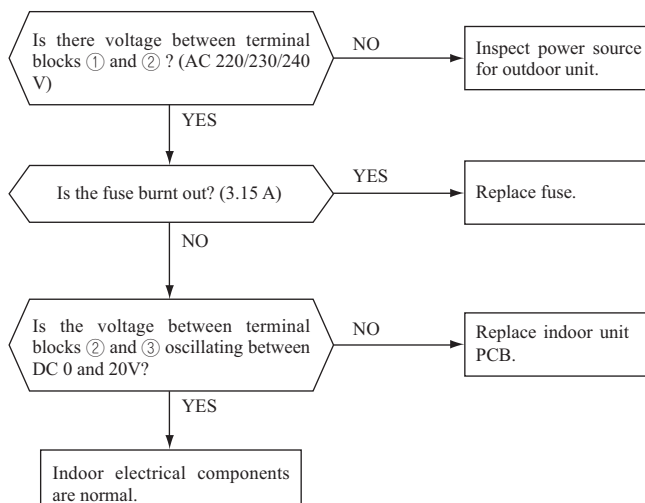 Is there voltage between terminal
blocks ① and ② ? (AC 220/230/240
V)
NO
Inspect power source
for outdoor unit.
YES
Is the fuse burnt out? (3.15 A)
YES
Replace fuse.
NO
Is the voltage between terminal
blocks ② and ③ oscillating between
DC 0 and 20V?
NO
Replace indoor unit
PCB.
YES
Indoor electrical components
are normal.